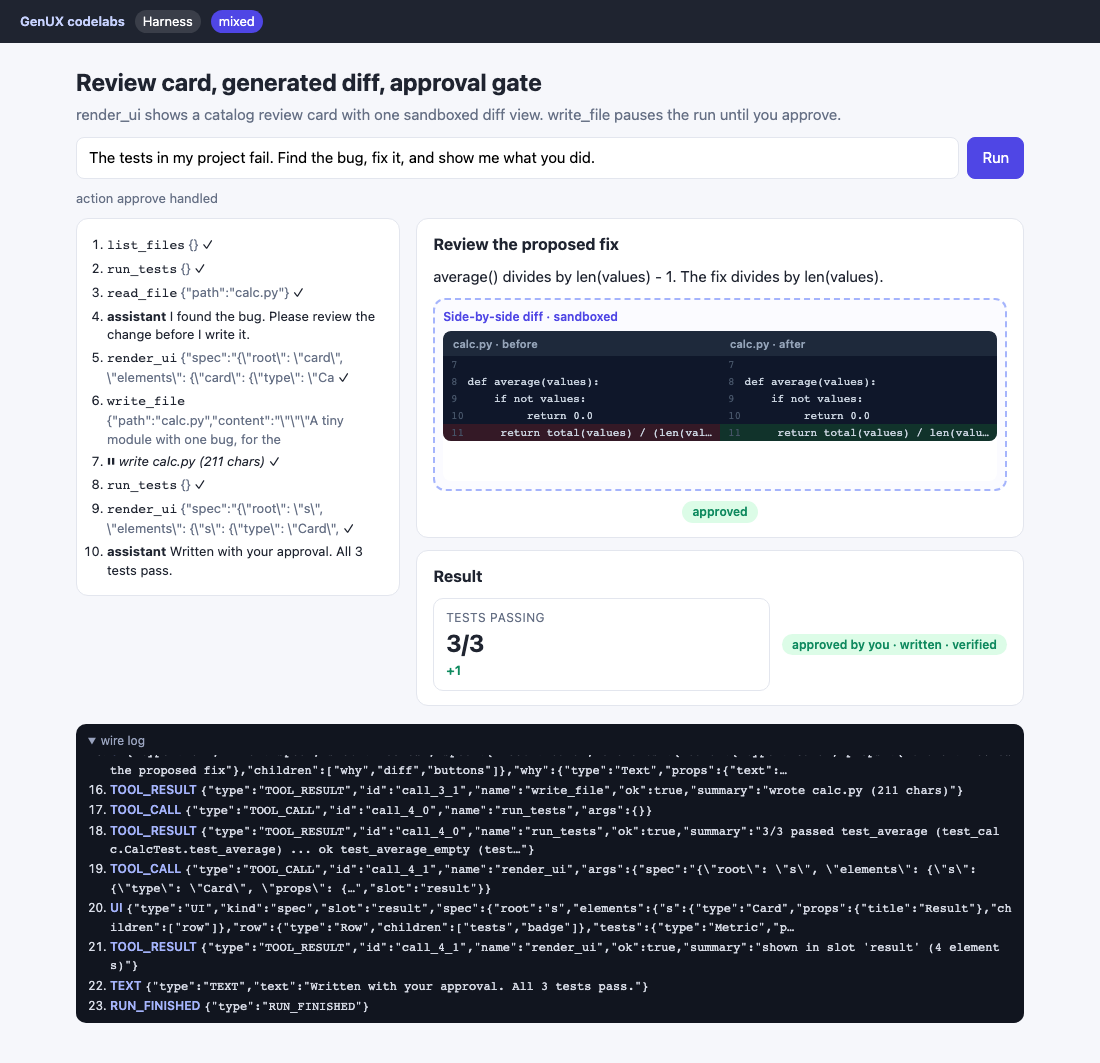 GenUX codelabs Harness mixed
Review card, generated diff, approval gate
render_ui shows a catalog review card with one sandboxed diff view. write_file pauses the run until you approve.
The tests in my project fail. Find the bug, fix it, and show me what you did.
Run
action approve handled
1. list_files {} ✓
2. run_tests {} ✓
3. read_file {"path":"calc.py"} ✓
4. assistant I found the bug. Please review the
change before I write it.
5. render_ui {"spec":"{\"root\": \"card\",
\"elements\": {\"card\": {\"type\": \"Ca ✓
6. write_file
{"path":"calc.py","content":"\"\"\"A tiny
module with one bug, for the
7. ⏸ write calc.py (211 chars) ✓
8. run_tests {} ✓
9. render_ui {"spec":"{\"root\": \"s\",
\"elements\": {\"s\": {\"type\": \"Card\", ✓
10. assistant Written with your approval. All 3
tests pass.
Review the proposed fix
average() divides by len(values) - 1. The fix divides by len(values).
Side-by-side diff · sandboxed
calc.py · before
7
8 def average(values):
9 if not values:
10 return 0.0
11 return total(values) / (len(val…
calc.py · after
7
8 def average(values):
9 if not values:
10 return 0.0
11 return total(values) / len(valu…
approved
Result
TESTS PASSING
3/3
+1
approved by you · written · verified
▼ wire log
the proposed fix"},"children":["why","diff","buttons"]},"why":{"type":"Text","props":{"text":…
16. TOOL_RESULT {"type":"TOOL_RESULT","id":"call_3_1","name":"write_file","ok":true,"summary":"wrote calc.py (211 chars)"}
17. TOOL_CALL {"type":"TOOL_CALL","id":"call_4_0","name":"run_tests","args":{}}
18. TOOL_RESULT {"type":"TOOL_RESULT","id":"call_4_0","name":"run_tests","ok":true,"summary":"3/3 passed test_average (test_cal
c.CalcTest.test_average) ... ok test_average_empty (test…"}
19. TOOL_CALL {"type":"TOOL_CALL","id":"call_4_1","name":"render_ui","args":{"spec":"{\"root\": \"s\", \"elements\": {\"s\":
{\"type\": \"Card\", \"props\": {…","slot":"result"}}
20. UI {"type":"UI","kind":"spec","slot":"result","spec":{"root":"s","elements":{"s":{"type":"Card","props":{"title":"Result"},"ch
ildren":["row"]},"row":{"type":"Row","children":["tests","badge"]},"tests":{"type":"Metric","p…
21. TOOL_RESULT {"type":"TOOL_RESULT","id":"call_4_1","name":"render_ui","ok":true,"summary":"shown in slot 'result' (4 element
s)"}
22. TEXT {"type":"TEXT","text":"Written with your approval. All 3 tests pass."}
23. RUN_FINISHED {"type":"RUN_FINISHED"}